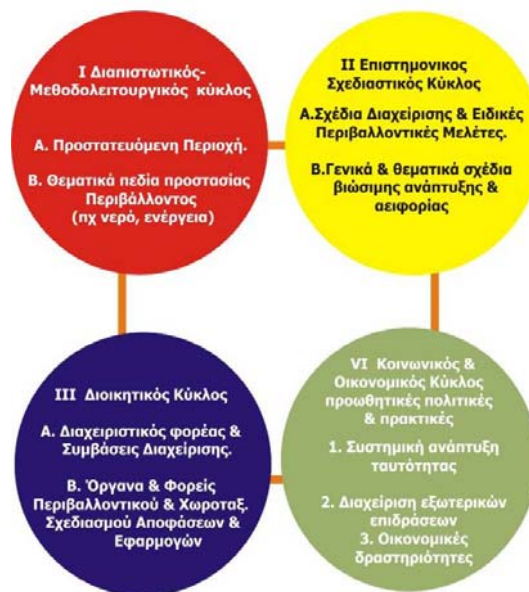 Ι Διαπιστωτικός-
Μεθοδολειτουργικός κύκλος
Α. Προστατευόμενη Περιοχή.
Β. Θεματικά πεδία προστασίας
Περιβάλλοντος
(πχ νερό, ενέργεια)
ΙΙ Επιστημονικος
Σχεδιαστικός Κύκλος
Α.Σχέδια Διαχείρισης & Ειδικές
Περιβαλλοντικές Μελέτες.
Β.Γενικά & θεματικά σχέδια
βιώσιμης ανάπτυξης &
αειφορίας
ΙΙΙ Διοικητικός Κύκλος
Α. Διαχειριστικός φορέας &
Συμβάσεις Διαχείρισης.
Β. Όργανα & Φορείς
Περιβαλλοντικού & Χωροταξ.
Σχεδιασμού Αποφάσεων &
Εφαρμογών
VI Κοινωνικός &
Οικονομικός Κύκλος
προωθητικές πολιτικές
& πρακτικές
1. Συστημική ανάπτυξη
ταυτότητας
2. Διαχείριση εξωτερικών
επιδράσεων
3. Οικονομικές
δραστηριότητες